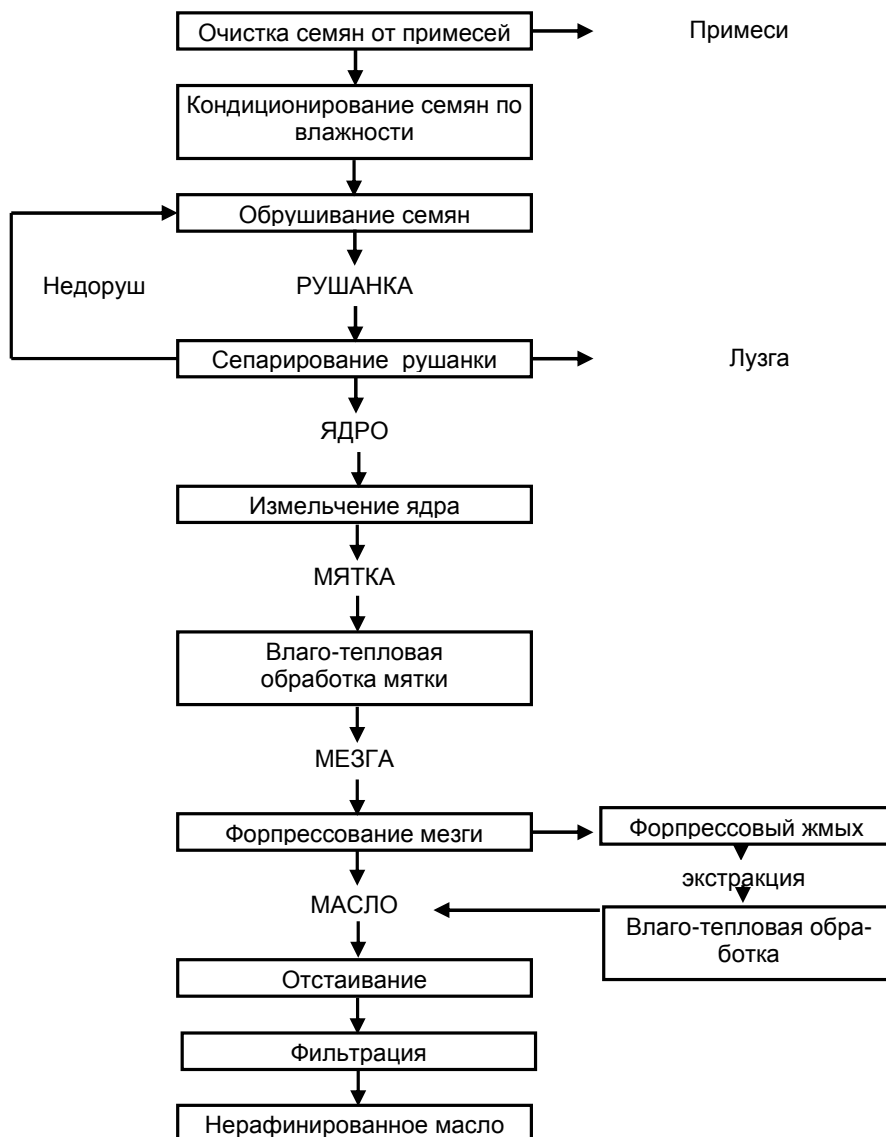 Очистка семян от примесей
Примеси
Кондиционирование семян по
влажности
Обрушивание семян
Недоруш
РУШАНКА
Сепарирование рушанки
Лузга
ЯДРО
Измельчение ядра
МЯТКА
Влаго-тепловая
обработка мятки
МЕЗГА
Форпрессование мезги
Форпрессовый жмых
экстракция
МАСЛО
Влаго-тепловая обра-
ботка
Отстаивание
Фильтрация
Нерафинированное масло